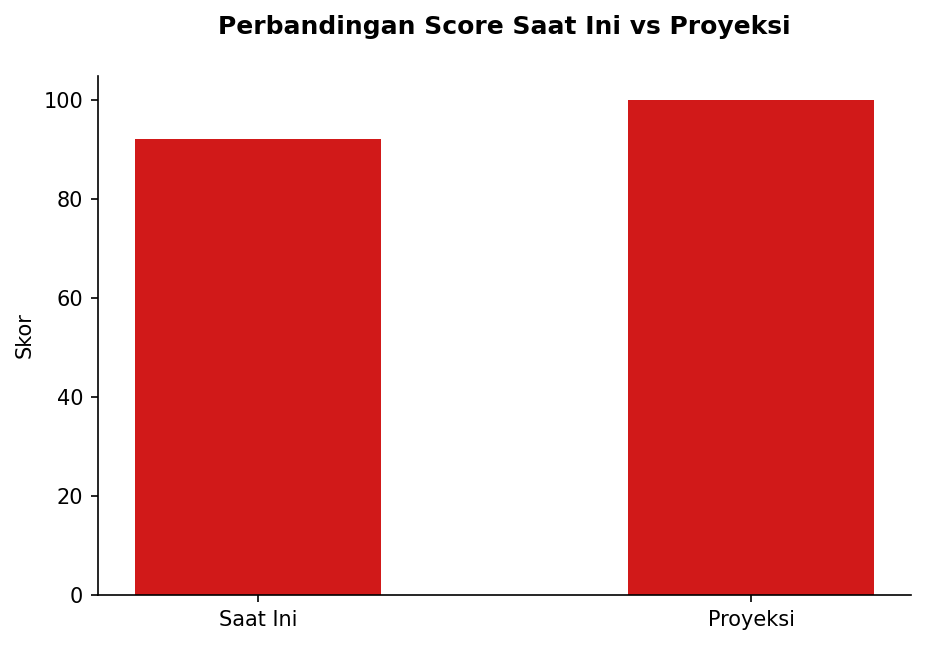 Perbandingan Score Saat Ini vs Proyeksi
100
80
60
40
20
0
Skor
Saat Ini
Proyeksi